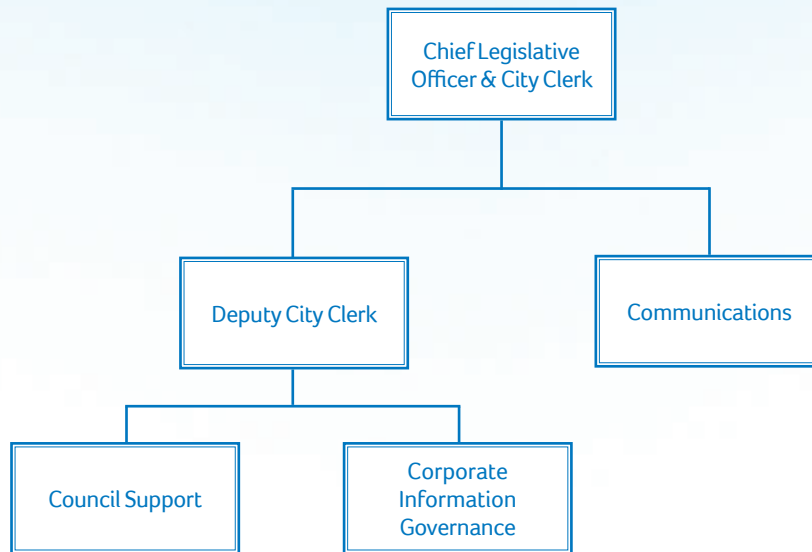 Chief Legislative
Officer & City Clerk
Deputy City Clerk
Communications
Council Support
Corporate
Information
Governance